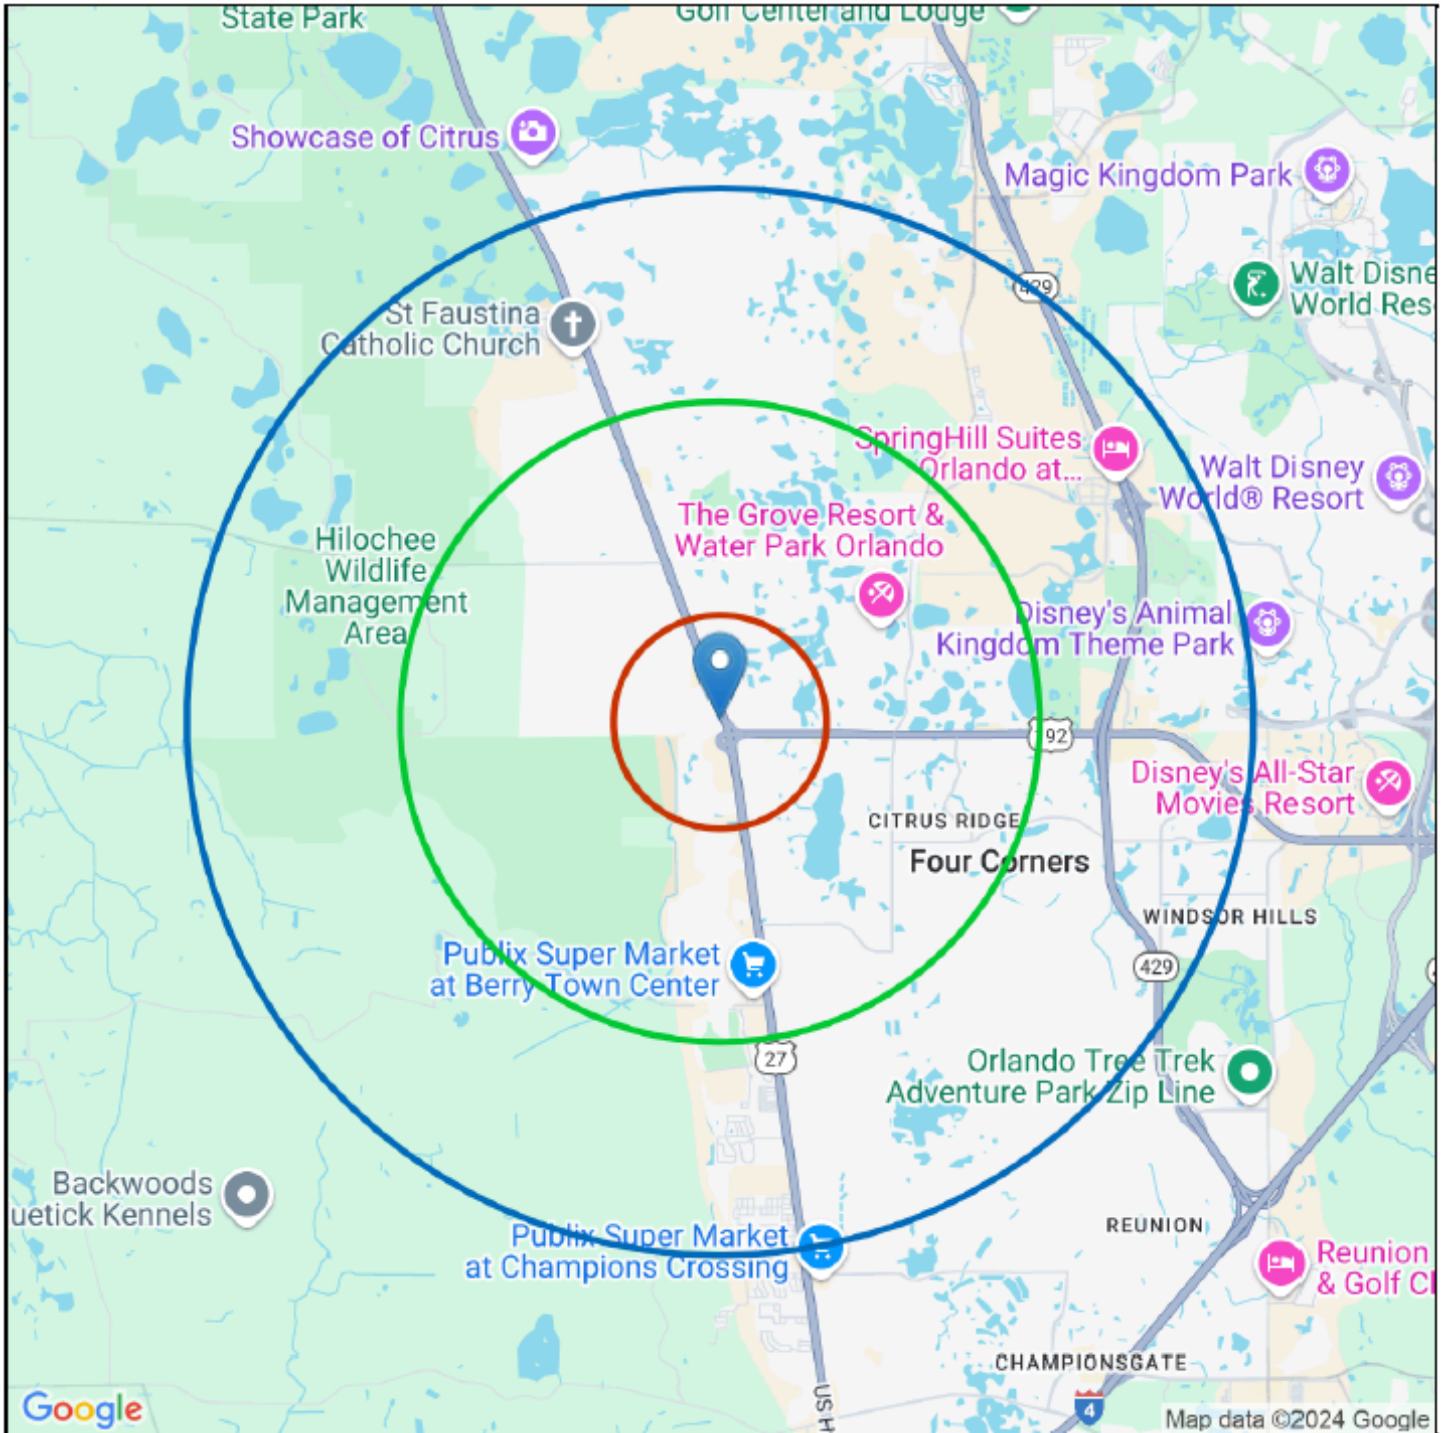 State Park
Golf Center and Lodge
Showcase of Citrus
Magic Kingdom Park
Walt Disne
World Res
429
St Faustina
Catholic Church
SpringHill Suites
Orlando at...
Walt Disney
World® Resort
The Grove Resort &
Water Park Orlando
Hilochee
Wildlife
Management
Area
Disney's Animal
Kingdom Theme Park
192
Disney's All-Star
Movies Resort
CITRUS RIDGE
Four Corners
WINDSOR HILLS
Publix Super Market
at Berry Town Center
429
27
Orlando Tree Trek
Adventure Park Zip Line
Backwoods
uetick Kennels
REUNION
Publix Super Market
at Champions Crossing
Reunion
& Golf Cl
CHAMPIONSGATE
US H
4
Google
Map data ©2024 Google